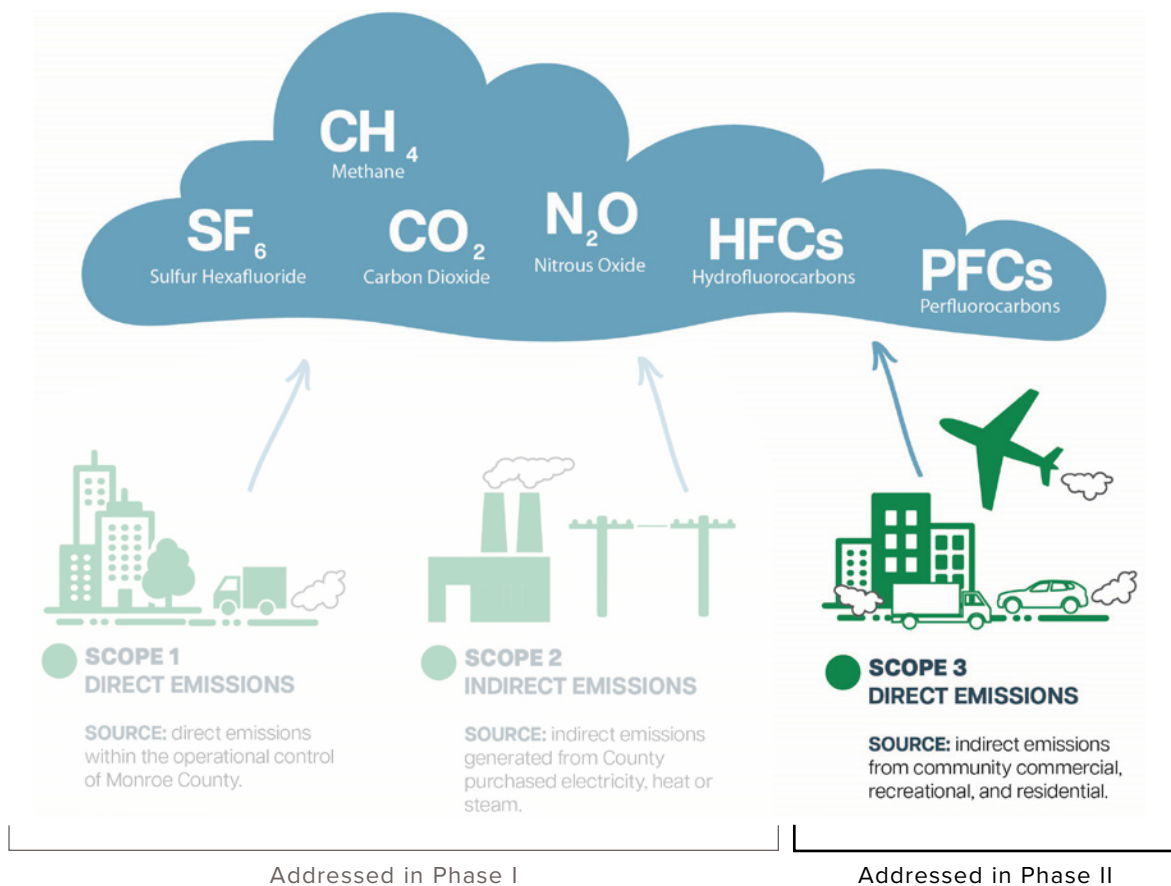 CH₄
Methane
SF₆
Sulfur Hexafluoride
CO₂
Carbon Dioxide
N₂O
Nitrous Oxide
HFCs
Hydrofluorocarbons
PFCs
Perfluorocarbons
SCOPE 1
DIRECT EMISSIONS
SOURCE: direct emissions
within the operational control
of Monroe County.
SCOPE 2
INDIRECT EMISSIONS
SOURCE: indirect emissions
generated from County
purchased electricity, heat or
steam.
SCOPE 3
DIRECT EMISSIONS
SOURCE: indirect emissions
from community commercial,
recreational, and residential.
Addressed in Phase I
Addressed in Phase II